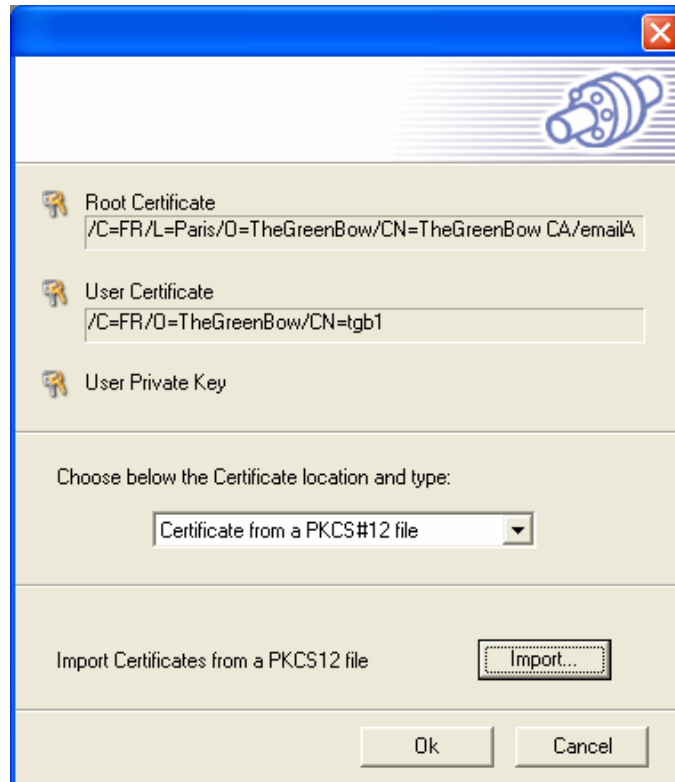 Root Certificate
/C=FR/L=Paris/O=TheGreenBow/CN=TheGreenBow CA/emailA
User Certificate
/C=FR/O=TheGreenBow/CN=tgb1
User Private Key
Choose below the Certificate location and type:
Certificate from a PKCS#12 file
Import Certificates from a PKCS12 file
Import...
Ok
Cancel